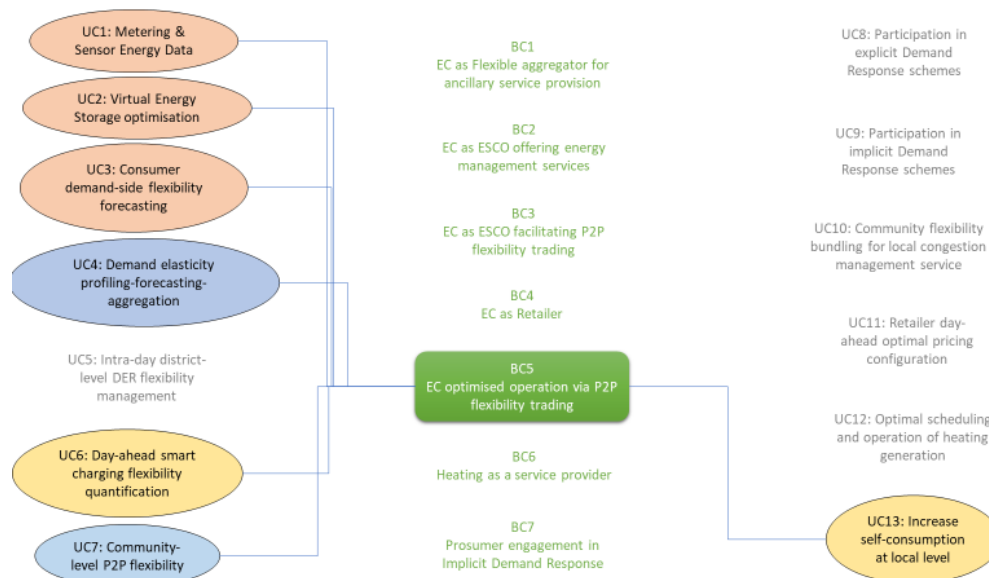 UC1: Metering &
Sensor Energy Data
UC2: Virtual Energy
Storage optimisation
UC3: Consumer
demand-side flexibility
forecasting
UC4: Demand elasticity
profiling-forecasting-
aggregation
UC5: Intra-day district-
level DER flexibility
management
UC6: Day-ahead smart
charging flexibility
quantification
UC7: Community-
level P2P flexibility
BC1
EC as Flexible aggregator for
ancillary service provision
BC2
EC as ESCO offering energy
management services
BC3
EC as ESCO facilitating P2P
flexibility trading
BC4
EC as Retailer
BC5
EC optimised operation via P2P
flexibility trading
BC6
Heating as a service provider
BC7
Prosumer engagement in
Implicit Demand Response
UC8: Participation in
explicit Demand
Response schemes
UC9: Participation in
implicit Demand
Response schemes
UC10: Community flexibility
bundling for local congestion
management service
UC11: Retailer day-
ahead optimal pricing
configuration
UC12: Optimal scheduling
and operation of heating
generation
UC13: Increase
self-consumption
at local level